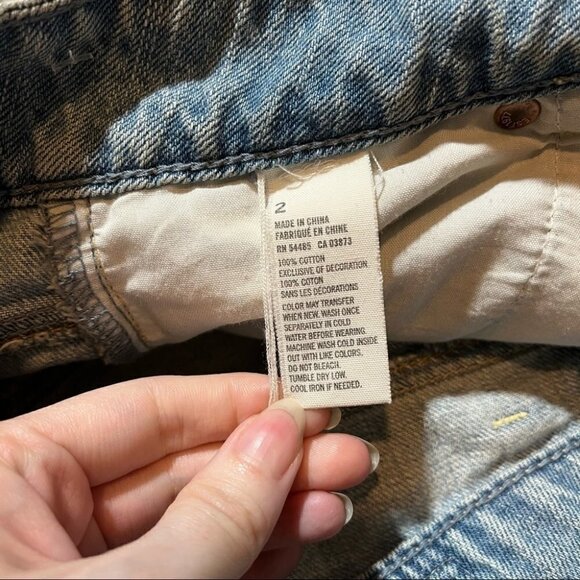 2
MADE IN CHINA
FABRIQUÉ EN CHINE
RN 54485 CA 03873
100% COTTON
EXCLUSIVE OF DECORATION
100% COTON
SANS LES DÉCORATIONS
COLOR MAY TRANSFER
WHEN NEW. WASH ONCE
SEPARATELY IN COLD
WATER BEFORE WEARING.
MACHINE WASH COLD INSIDE
OUT WITH LIKE COLORS.
DO NOT BLEACH.
TUMBLE DRY LOW.
COOL IRON IF NEEDED.